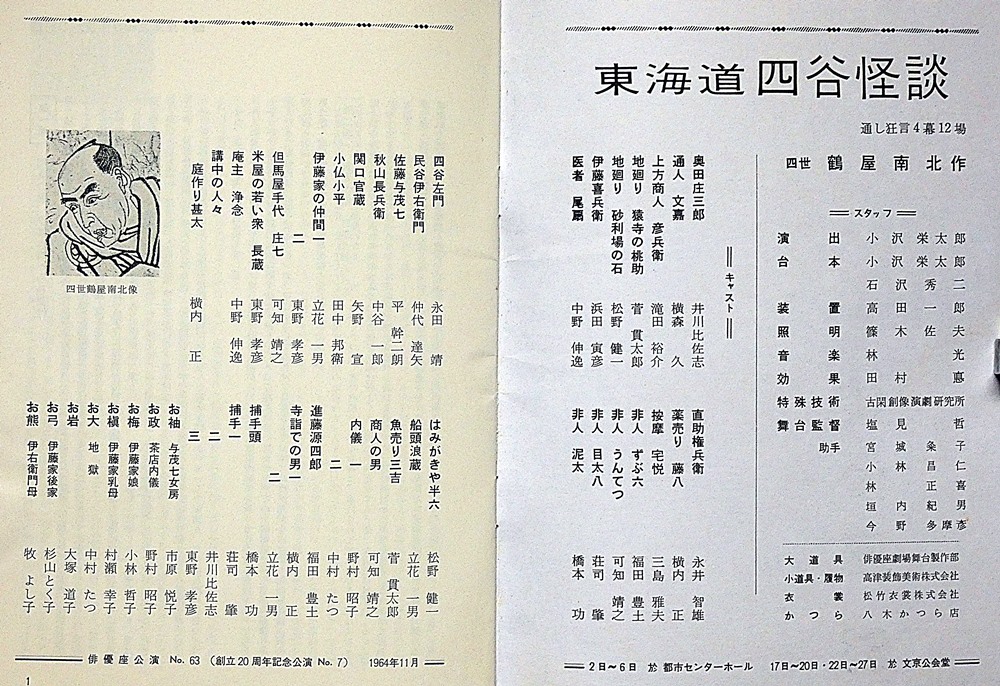 東海道四谷怪談
通し狂言4幕12場
四世 鶴屋南北作
スタッフ
演出 小沢栄太郎
台本 小沢栄太郎
石沢秀二
装置 高田一郎
照明 篠木佐夫
音楽 林光
効果 田村悳
特殊技術 古閑創像演劇研究所
舞台監督 塩見哲
助手 宮城粂子
小林昌仁
林正喜
垣内紀男
今野多摩彦
大道具 俳優座劇場舞台製作部
小道具・履物 高津装飾美術株式会社
衣裳 松竹衣裳株式会社
かつら 八木かつら店
キャスト
奥田庄三郎 井川比佐志
通人 文嘉 横森 久
上方商人 彦兵衛 滝田 裕介
地廻り 猿寺の桃助 菅 貫太郎
地廻り 砂利場の石 松野 健一
伊藤喜兵衛 浜田 寅彦
医者 尾扇 中野 伸逸
直助権兵衛 永井 智雄
薬売り 藤八 横内 正
按摩 宅悦 三島 雅夫
非人 ずぶ六 福田 豊土
非人 うんてつ 可知 靖之
非人 目太八 荘司 肇
非人 泥太 橋本 功
2日〜6日 於 都市センターホール 17日〜20日・22日〜27日 於 文京公会堂
四谷左門 永田 靖
民谷伊右衛門 仲代 達矢
佐藤与茂七 平 幹二朗
秋山長兵衛 中谷 一郎
関口官蔵 矢野 宣
小仏小平 田中 邦衛
伊藤家の仲間一 立花 一男
二 東野 孝彦
但馬屋手代 庄七 可知 靖之
米屋の若い衆 長蔵 東野 孝彦
庵主 浄念 中野 伸逸
講中の人々
庭作り甚太 横内 正
四世鶴屋南北像
はみがきや半六 松野 健一
船頭浪蔵 立花 一男
魚売り三吉 菅 貫太郎
商人の男 可知 靖之
内儀 一 野村 昭子
二 中村 たつ
進藤源四郎 福田 豊土
寺詣での男一 横内 正
二 立花 一男
捕手頭 橋本 功
捕手一 荘司 肇
二 井川比佐志
三 東野 孝彦
お袖 与茂七女房 市原 悦子
お政 茶店内儀 野村 昭子
お梅 伊藤家娘 小林 哲子
お槇 伊藤家乳母 村瀬 幸子
お大 地獄 中村 たつ
お岩 大塚 道子
お弓 伊藤家後家 杉山とく子
お熊 伊右衛門母 牧 よし子
俳優座公演 No.63 (創立20周年記念公演 No.7) 1964年11月
1